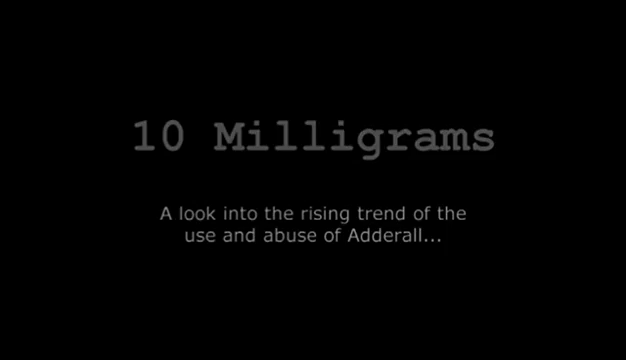 10 Milligrams
A look into the rising trend of the
use and abuse of Adderall...